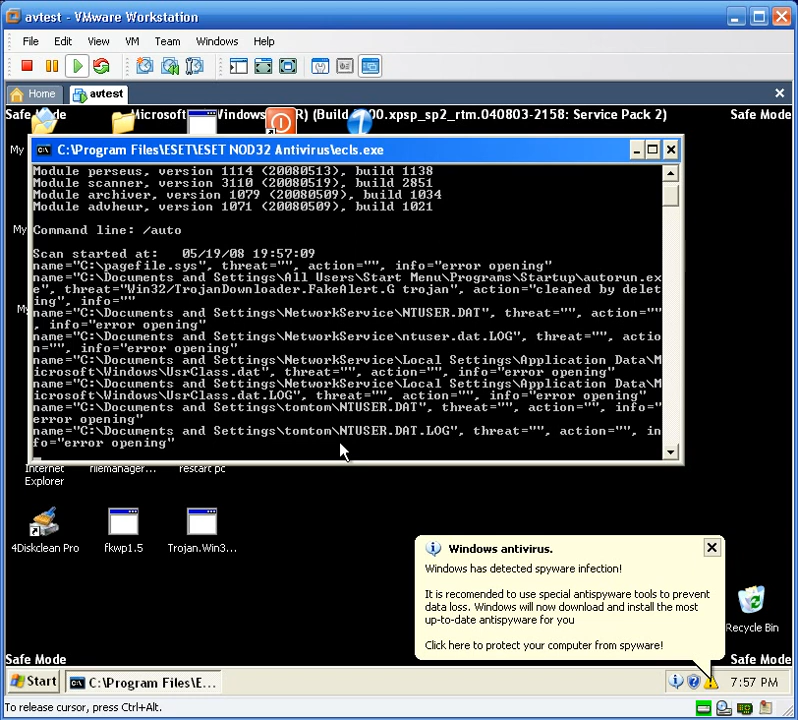 avtest - VMware Workstation
File Edit View VM Team Windows Help
Home avtest
Safe Mode Microsoft Windows (Build xpsp_sp2_rtm.040803-2158: Service Pack 2) Safe Mode
C:\Program Files\ESET\ESET NOD32 Antivirus\ecls.exe
My
Module perseus, version 1114 (20080513), build 1138
Module scanner, version 3110 (20080519), build 2851
Module archiver, version 1079 (20080509), build 1034
Module advheur, version 1071 (20080509), build 1021
My
Command line: /auto
Scan started at: 05/19/08 19:57:09
name="C:\pagefile.sys", threat="", action="", info="error opening"
name="C:\Documents and Settings\All Users\Start Menu\Programs\Startup\autorun.ex
e", threat="Win32/TrojanDownloader.FakeAlert.G trojan", action="cleaned by delet
ing", info=""
name="C:\Documents and Settings\NetworkService\NTUSER.DAT", threat="", action=""
, info="error opening"
name="C:\Documents and Settings\NetworkService\ntuser.dat.LOG", threat="", actio
n="", info="error opening"
name="C:\Documents and Settings\NetworkService\Local Settings\Application Data\M
icrosoft\Windows\UsrClass.dat", threat="", action="", info="error opening"
name="C:\Documents and Settings\NetworkService\Local Settings\Application Data\M
icrosoft\Windows\UsrClass.dat.LOG", threat="", action="", info="error opening"
name="C:\Documents and Settings\tomtom\NTUSER.DAT", threat="", action="", info="
error opening"
name="C:\Documents and Settings\tomtom\NTUSER.DAT.LOG", threat="", action="", in
fo="error opening"
Internet
Explorer
filemanager...
restart pc
4Diskclean Pro
fkwp1.5
Trojan.Win3...
Windows antivirus.
Windows has detected spyware infection!
It is recomended to use special antispyware tools to prevent
data loss. Windows will now download and install the most
up-to-date antispyware for you
Click here to protect your computer from spyware!
Recycle Bin
Safe Mode Safe Mode
Start C:\Program Files\E... 7:57 PM
To release cursor, press Ctrl+Alt.